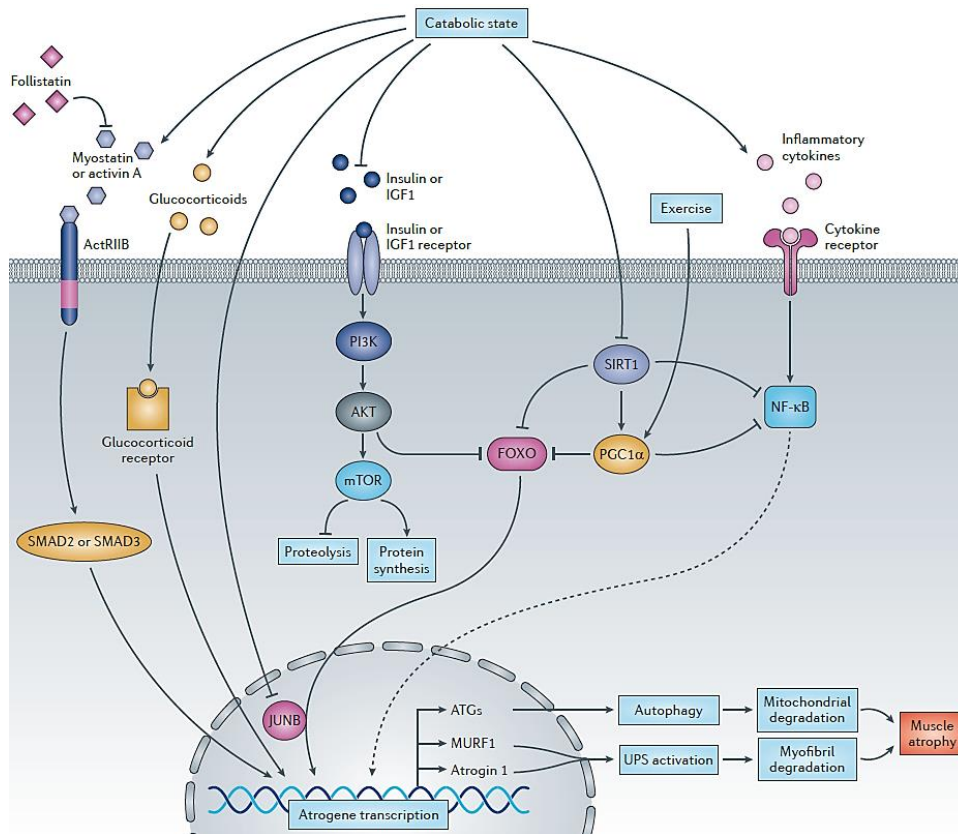 Catabolic state
Follistatin
Myostatin
or activin A
Glucocorticoids
Insulin or
IGF1
Inflammatory
cytokines
Exercise
ActRIIB
Insulin or
IGF1 receptor
Cytokine
receptor
PI3K
SIRT1
AKT
NF-κB
Glucocorticoid
receptor
FOXO
PGC1α
mTOR
SMAD2 or SMAD3
Proteolysis
Protein
synthesis
JUNB
ATGs
Autophagy
Mitochondrial
degradation
Muscle
atrophy
MURF1
UPS activation
Myofibril
degradation
Atrogin 1
Atrogene transcription